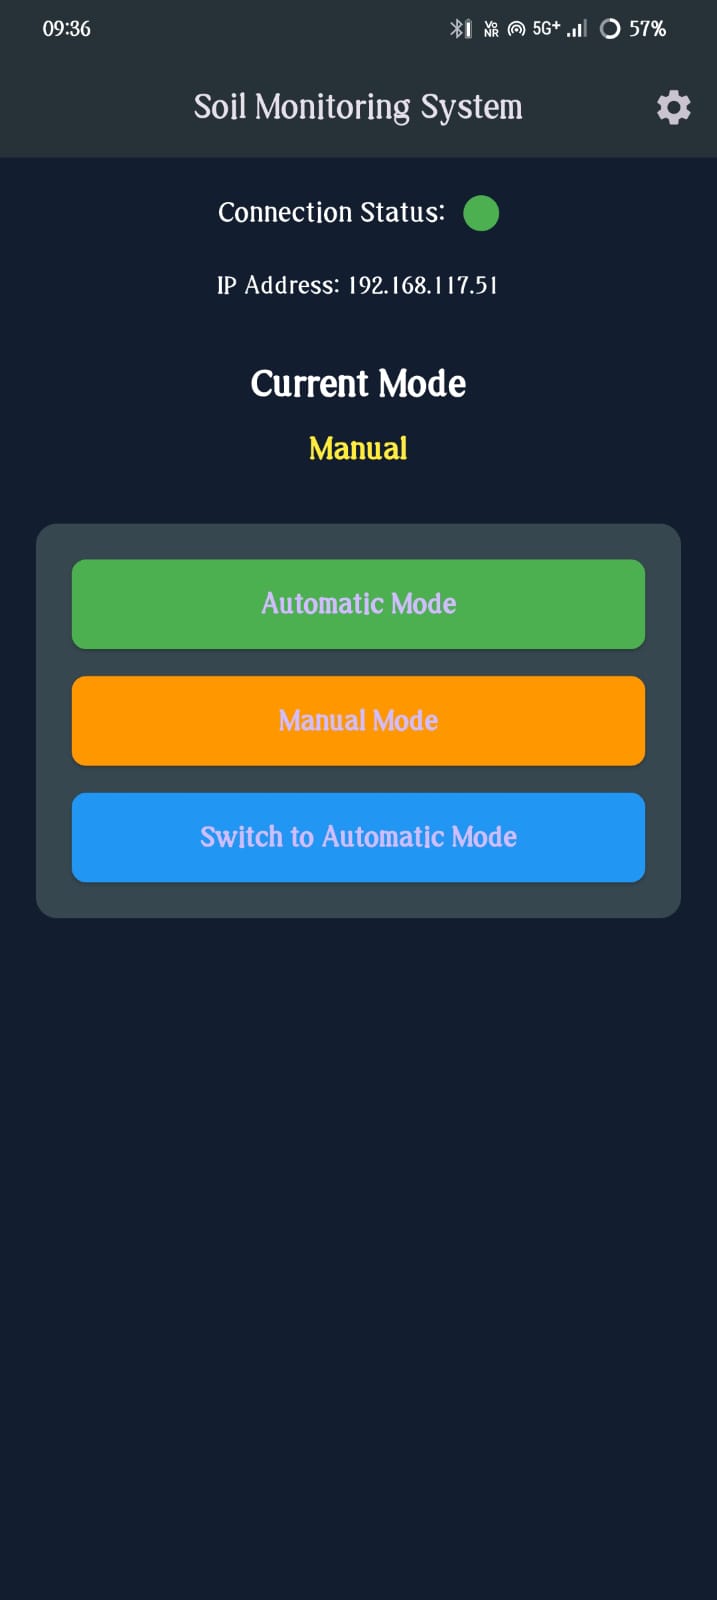 09:36 Vo NR 5G+ 57%
Soil Monitoring System
Connection Status:
IP Address: 192.168.117.51
Current Mode
Manual
Automatic Mode
Manual Mode
Switch to Automatic Mode